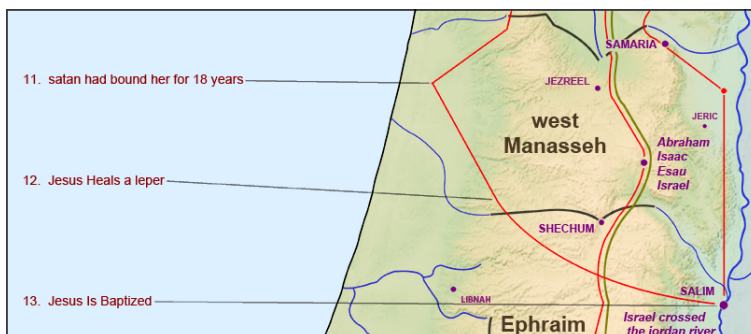 SAMARIA
11. satan had bound her for 18 years
JEZREEL
west
Manasseh
JERIC
Abraham
Isaac
Esau
Israel
12. Jesus Heals a leper
SHECHUM
SALIM
13. Jesus Is Baptized
LIBNAH
Israel crossed
the jordan river
Ephraim